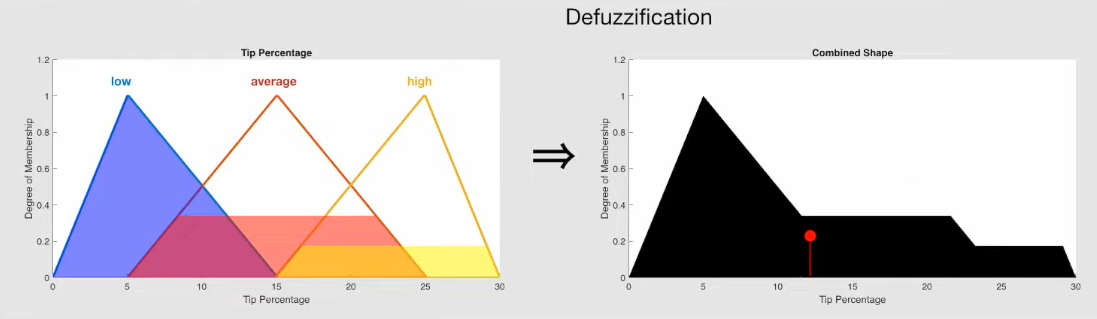 Defuzzification
Tip Percentage
1.2
1
0.8
0.6
0.4
0.2
0
Degree of Membership
low
average
high
0 5 10 15 20 25 30
Tip Percentage
⇒
Combined Shape
1.2
1
0.8
0.6
0.4
0.2
0
Degree of Membership
0 5 10 15 20 25 30
Tip Percentage